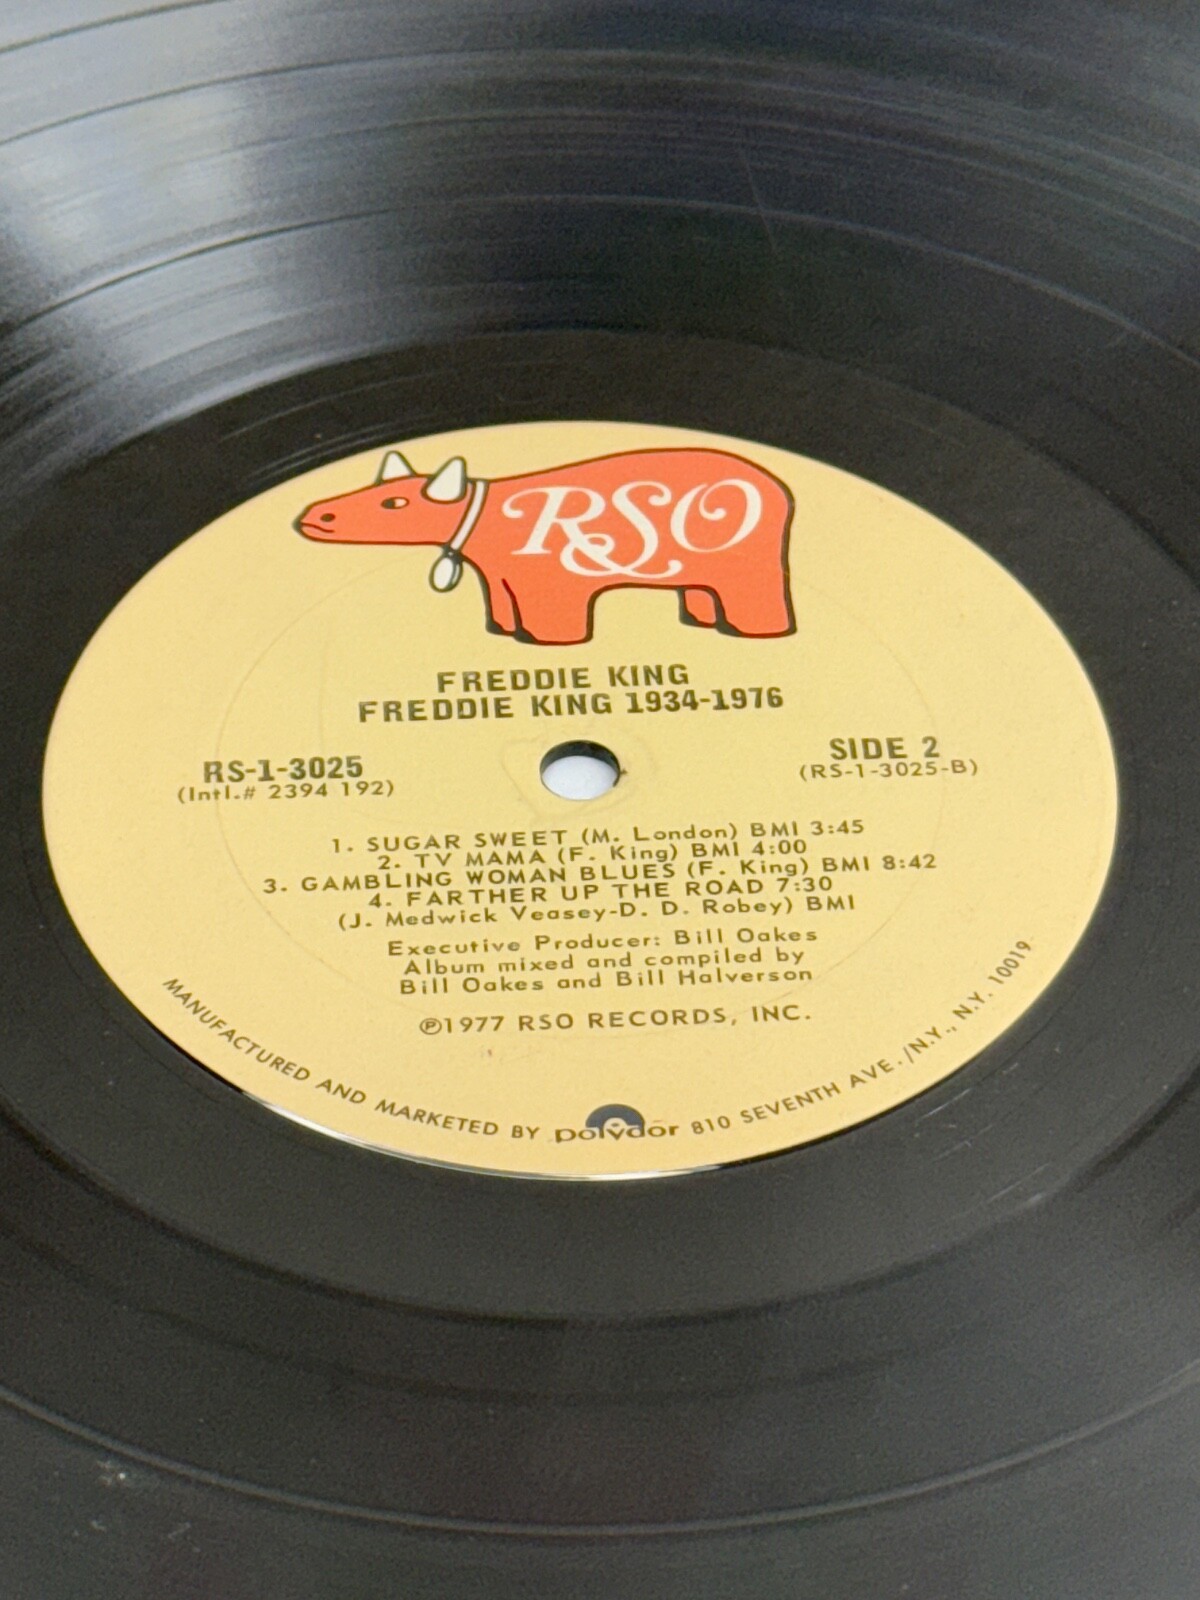 RSO
FREDDIE KING
FREDDIE KING 1934-1976
RS-1-3025
(Intl.# 2394 192)
SIDE 2
(RS-1-3025-B)
1. SUGAR SWEET (M. London) BMI 3:45
2. TV MAMA (F. King) BMI 4:00
3. GAMBLING WOMAN BLUES (F. King) BMI 8:42
4. FARTHER UP THE ROAD 7:30
(J. Medwick Veasey-D. D. Robey) BMI
Executive Producer: Bill Oakes
Album mixed and compiled by
Bill Oakes and Bill Halverson
℗1977 RSO RECORDS, INC.
MANUFACTURED AND MARKETED BY polydor 810 SEVENTH AVE./N.Y., N.Y. 10019